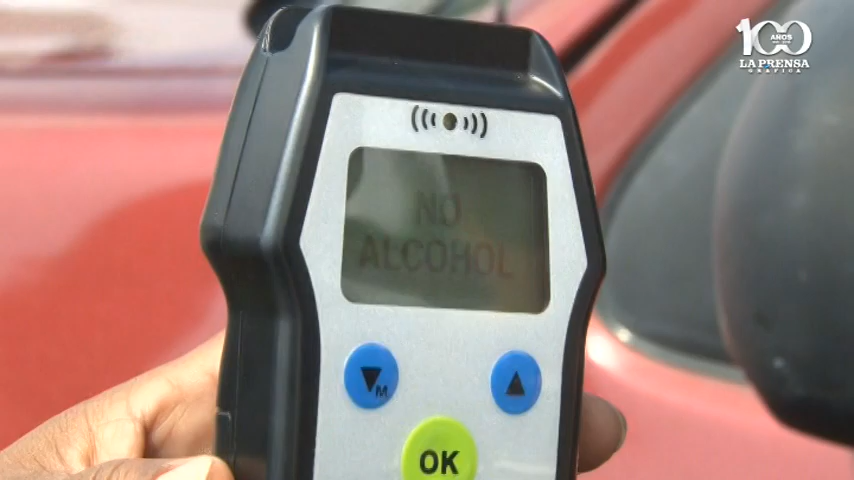 100
AÑOS
LA PRENSA
GRÁFICA
NO
ALCOHOL
M
OK